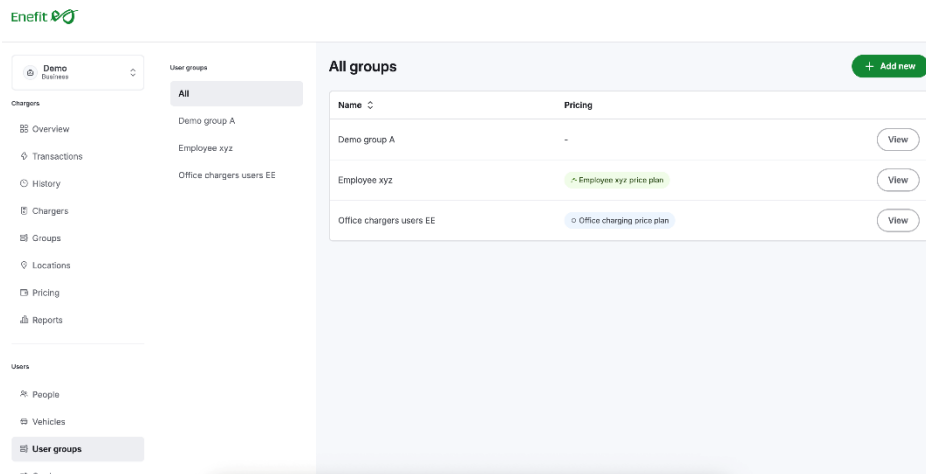 Enefit
Demo
Business
Chargers
Overview
Transactions
History
Chargers
Groups
Locations
Pricing
Reports
Users
People
Vehicles
User groups
User groups
All
Demo group A
Employee xyz
Office chargers users EE
All groups
+ Add new
Name Pricing
Demo group A - View
Employee xyz Employee xyz price plan View
Office chargers users EE Office charging price plan View